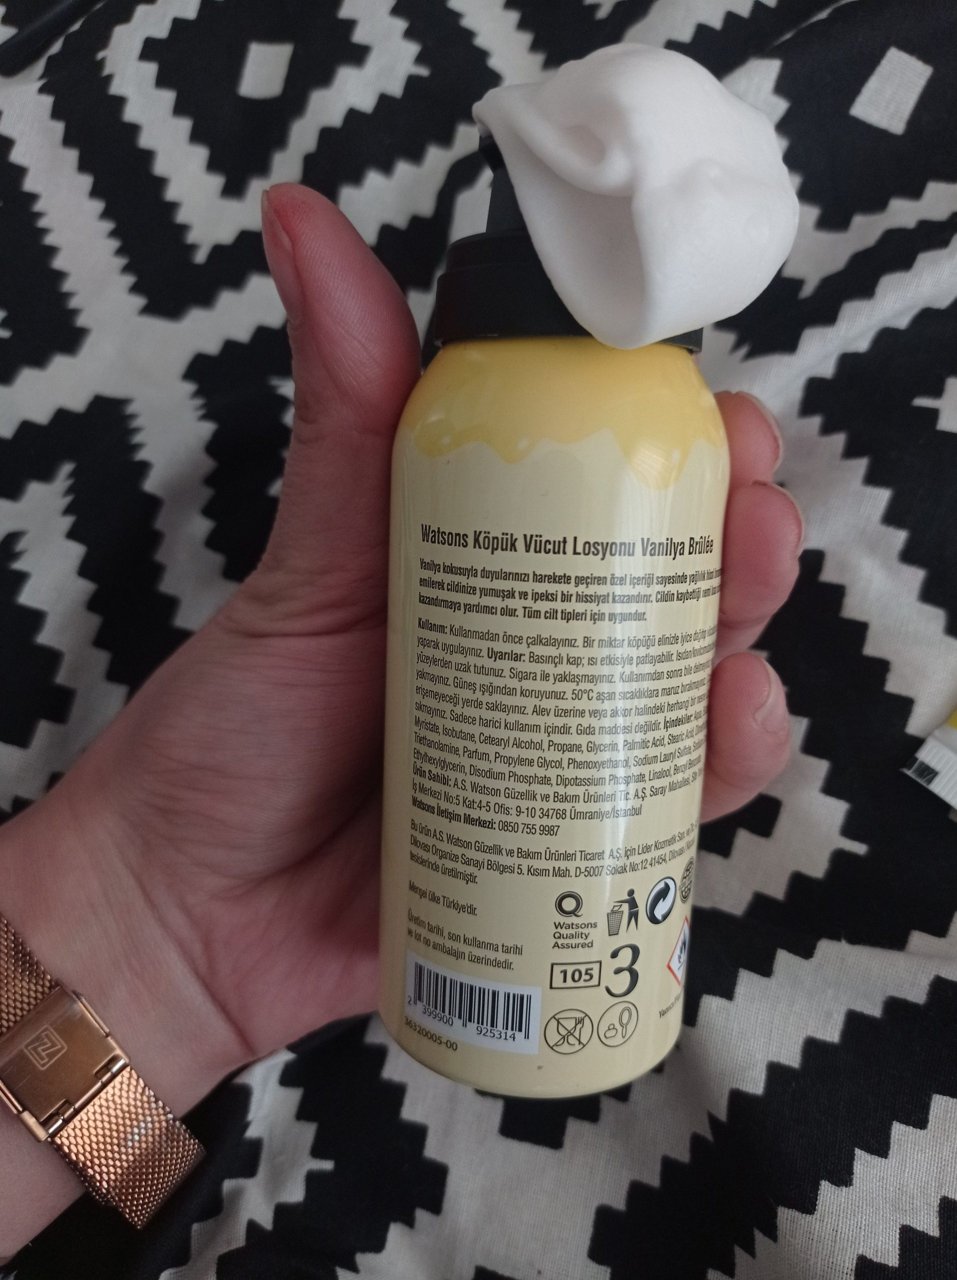 Watsons Köpük Vücut Losyonu Vanilya Brûlée
Vanilya kokusuyla duyularınızı harekete geçiren özel içeriği sayesinde yağlılık hissi
emilerek cildinize yumuşak ve ipeksi bir hissiyat kazandırır. Cildin kaybettiği nemi
kazandırmaya yardımcı olur. Tüm cilt tipleri için uygundur.
Kullanım: Kullanmadan önce çalkalayınız. Bir miktar köpüğü elinizle iyice dağıtıp
yaparak uygulayınız. Uyarılar: Basınçlı kap; ısı etkisiyle patlayabilir. Isıdan
yüzeylerden uzak tutunuz. Sigara ile yaklaşmayınız. Kullanımdan sonra bile delmeyiniz
yakmayınız. Güneş ışığından koruyunuz. 50°C aşan sıcaklıklara maruz bırakmayınız.
erişemeyeceği yerde saklayınız. Alev üzerine veya akkor halindeki herhangi bir
sıkmayınız. Sadece harici kullanım içindir. Gıda maddesi değildir. İçindekiler: Aqua,
Myristate, Isobutane, Cetearyl Alcohol, Propane, Glycerin, Palmitic Acid, Stearic Acid,
Triethanolamine, Parfum, Propylene Glycol, Phenoxyethanol, Sodium Lauryl Sulfate,
Ethylhexylglycerin, Disodium Phosphate, Dipotassium Phosphate, Linalool, Benzyl
Ürün Sahibi: A.S. Watson Güzellik ve Bakım Ürünleri Tic. A.Ş. Saray Mahallesi,
İş Merkezi No:5 Kat:4-5 Ofis: 9-10 34768 Ümraniye/İstanbul
Watsons İletişim Merkezi: 0850 755 9987
Bu ürün A.S. Watson Güzellik ve Bakım Ürünleri Ticaret A.Ş. için Lider Kozmetik San. ve
Dilovası Organize Sanayi Bölgesi 5. Kısım Mah. D-5007 Sokak No:12 41454, Dilovası
tesislerinde üretilmiştir.
Menşei ülke Türkiye'dir.
Üretim tarihi, son kullanma tarihi
ve lot no ambalajın üzerindedir.
Q
Watsons
Quality
Assured
105
3
2 399900 925314
36320005-00